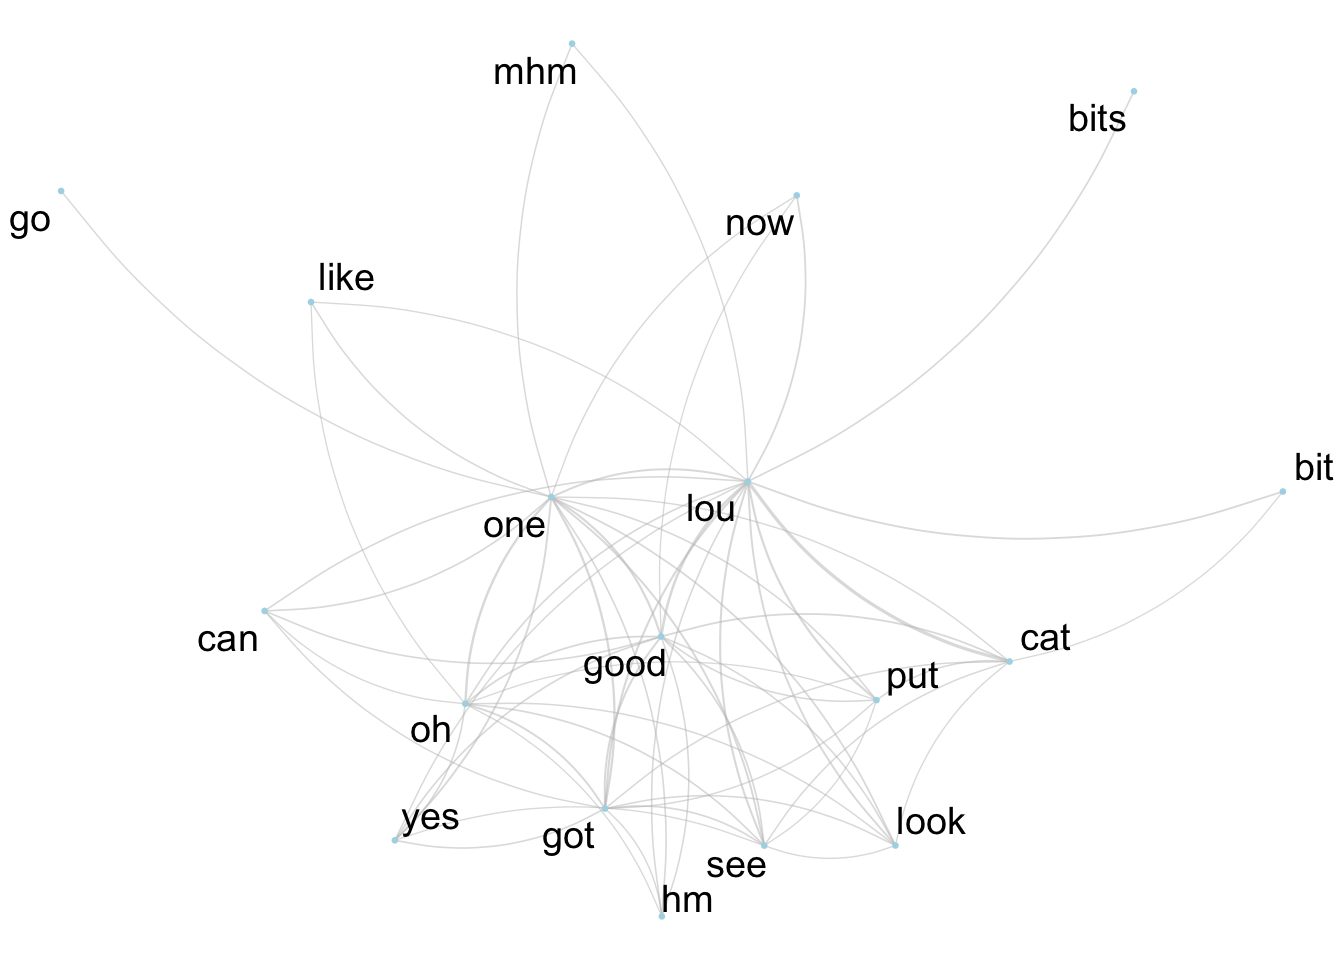 mhm
bits
go
now
like
bit
one
lou
can
good
cat
put
oh
yes
got
look
see
hm